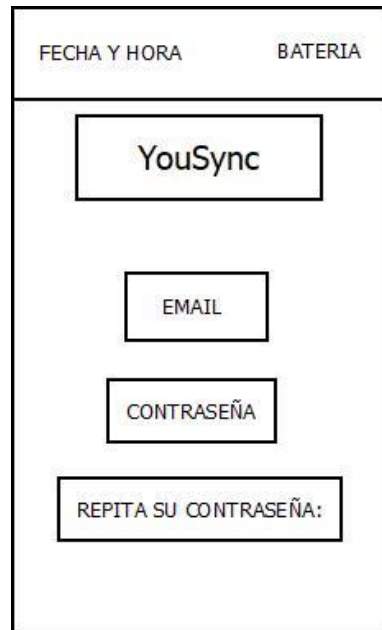 FECHA Y HORA BATERIA
YouSync
EMAIL
CONTRASEÑA
REPITA SU CONTRASEÑA: